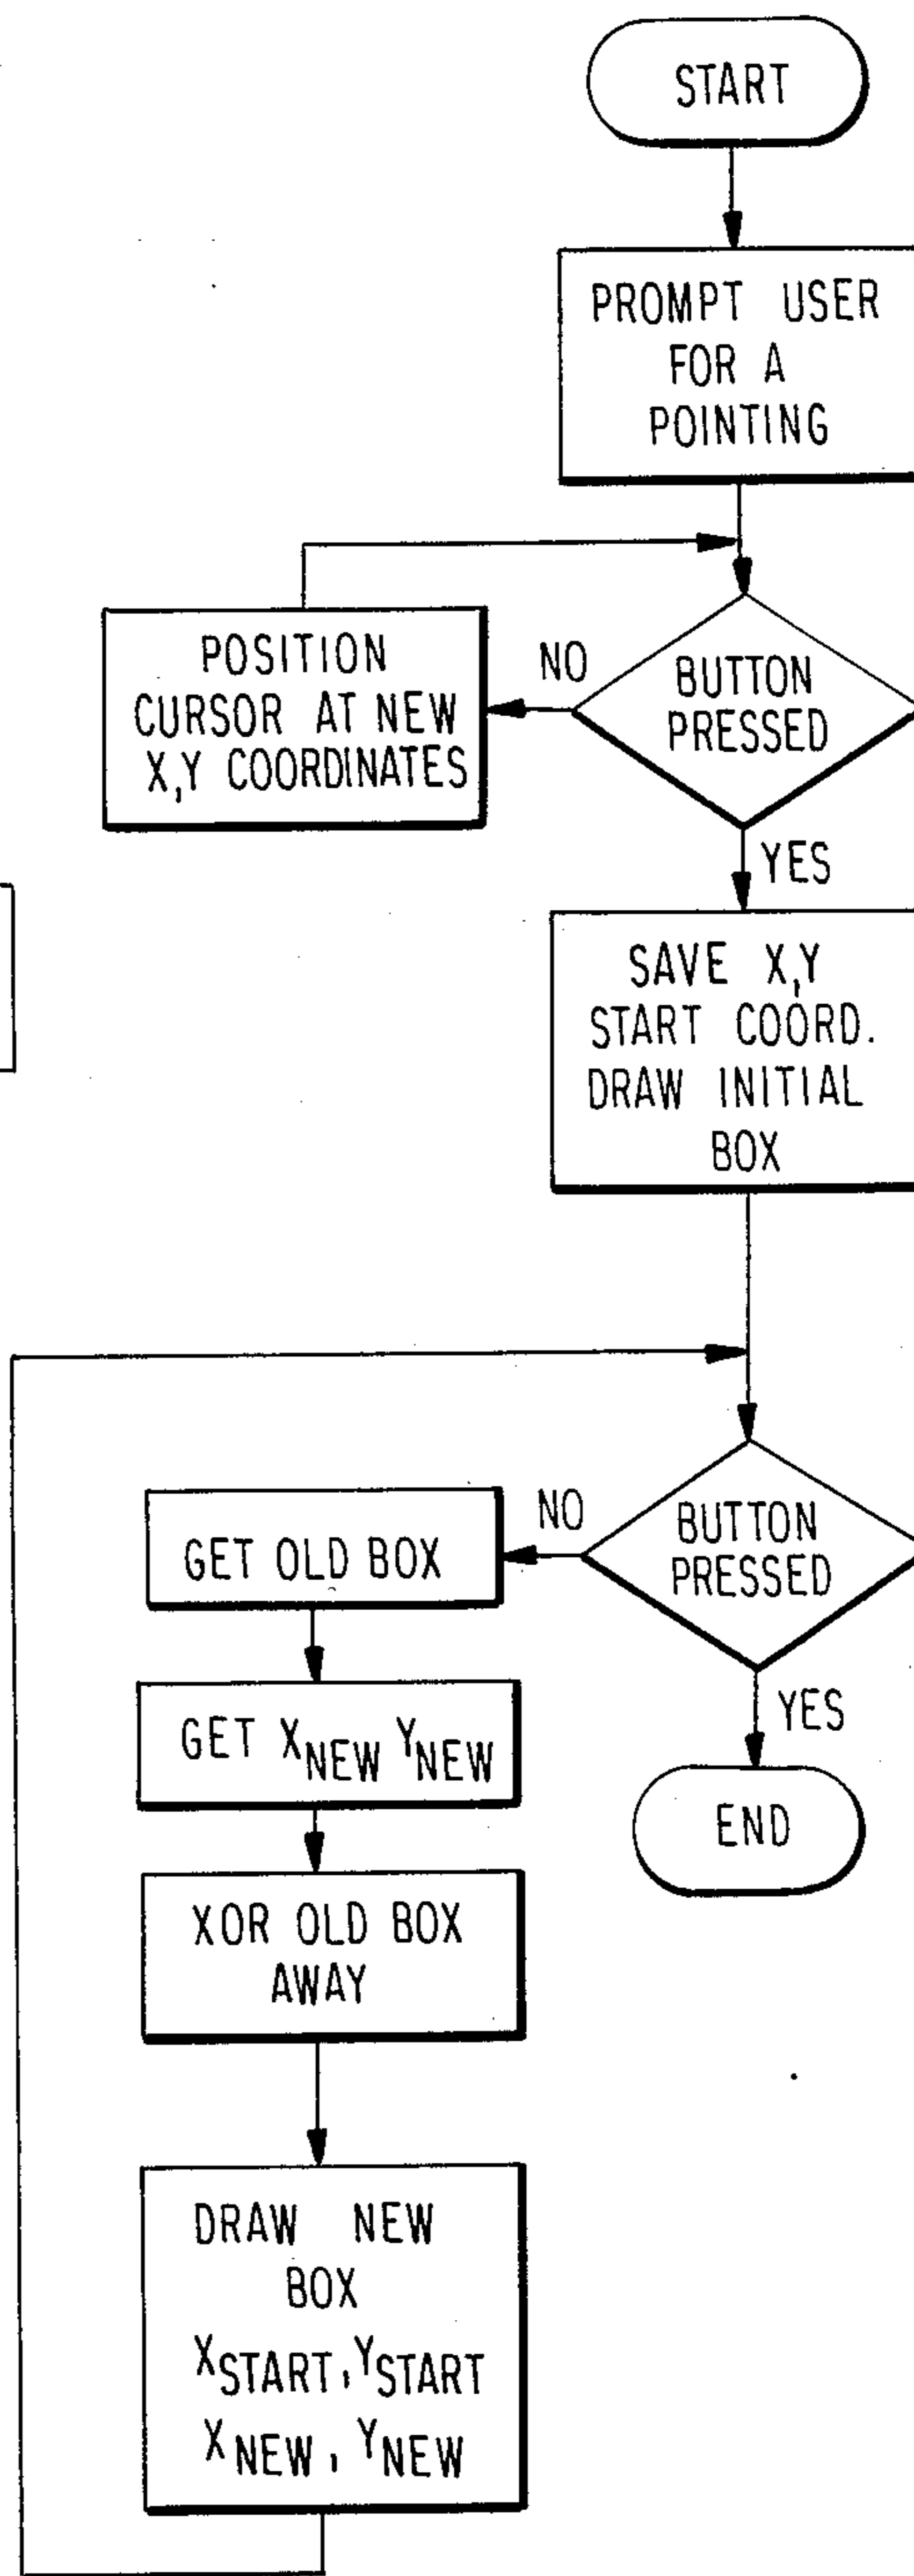 START
PROMPT USER
FOR A
POINTING
POSITION
CURSOR AT NEW
X,Y COORDINATES
NO
BUTTON
PRESSED
YES
SAVE X,Y
START COORD.
DRAW INITIAL
BOX
GET OLD BOX
NO
BUTTON
PRESSED
YES
END
GET XNEW YNEW
XOR OLD BOX
AWAY
DRAW NEW
BOX
XSTART,YSTART
XNEW, YNEW